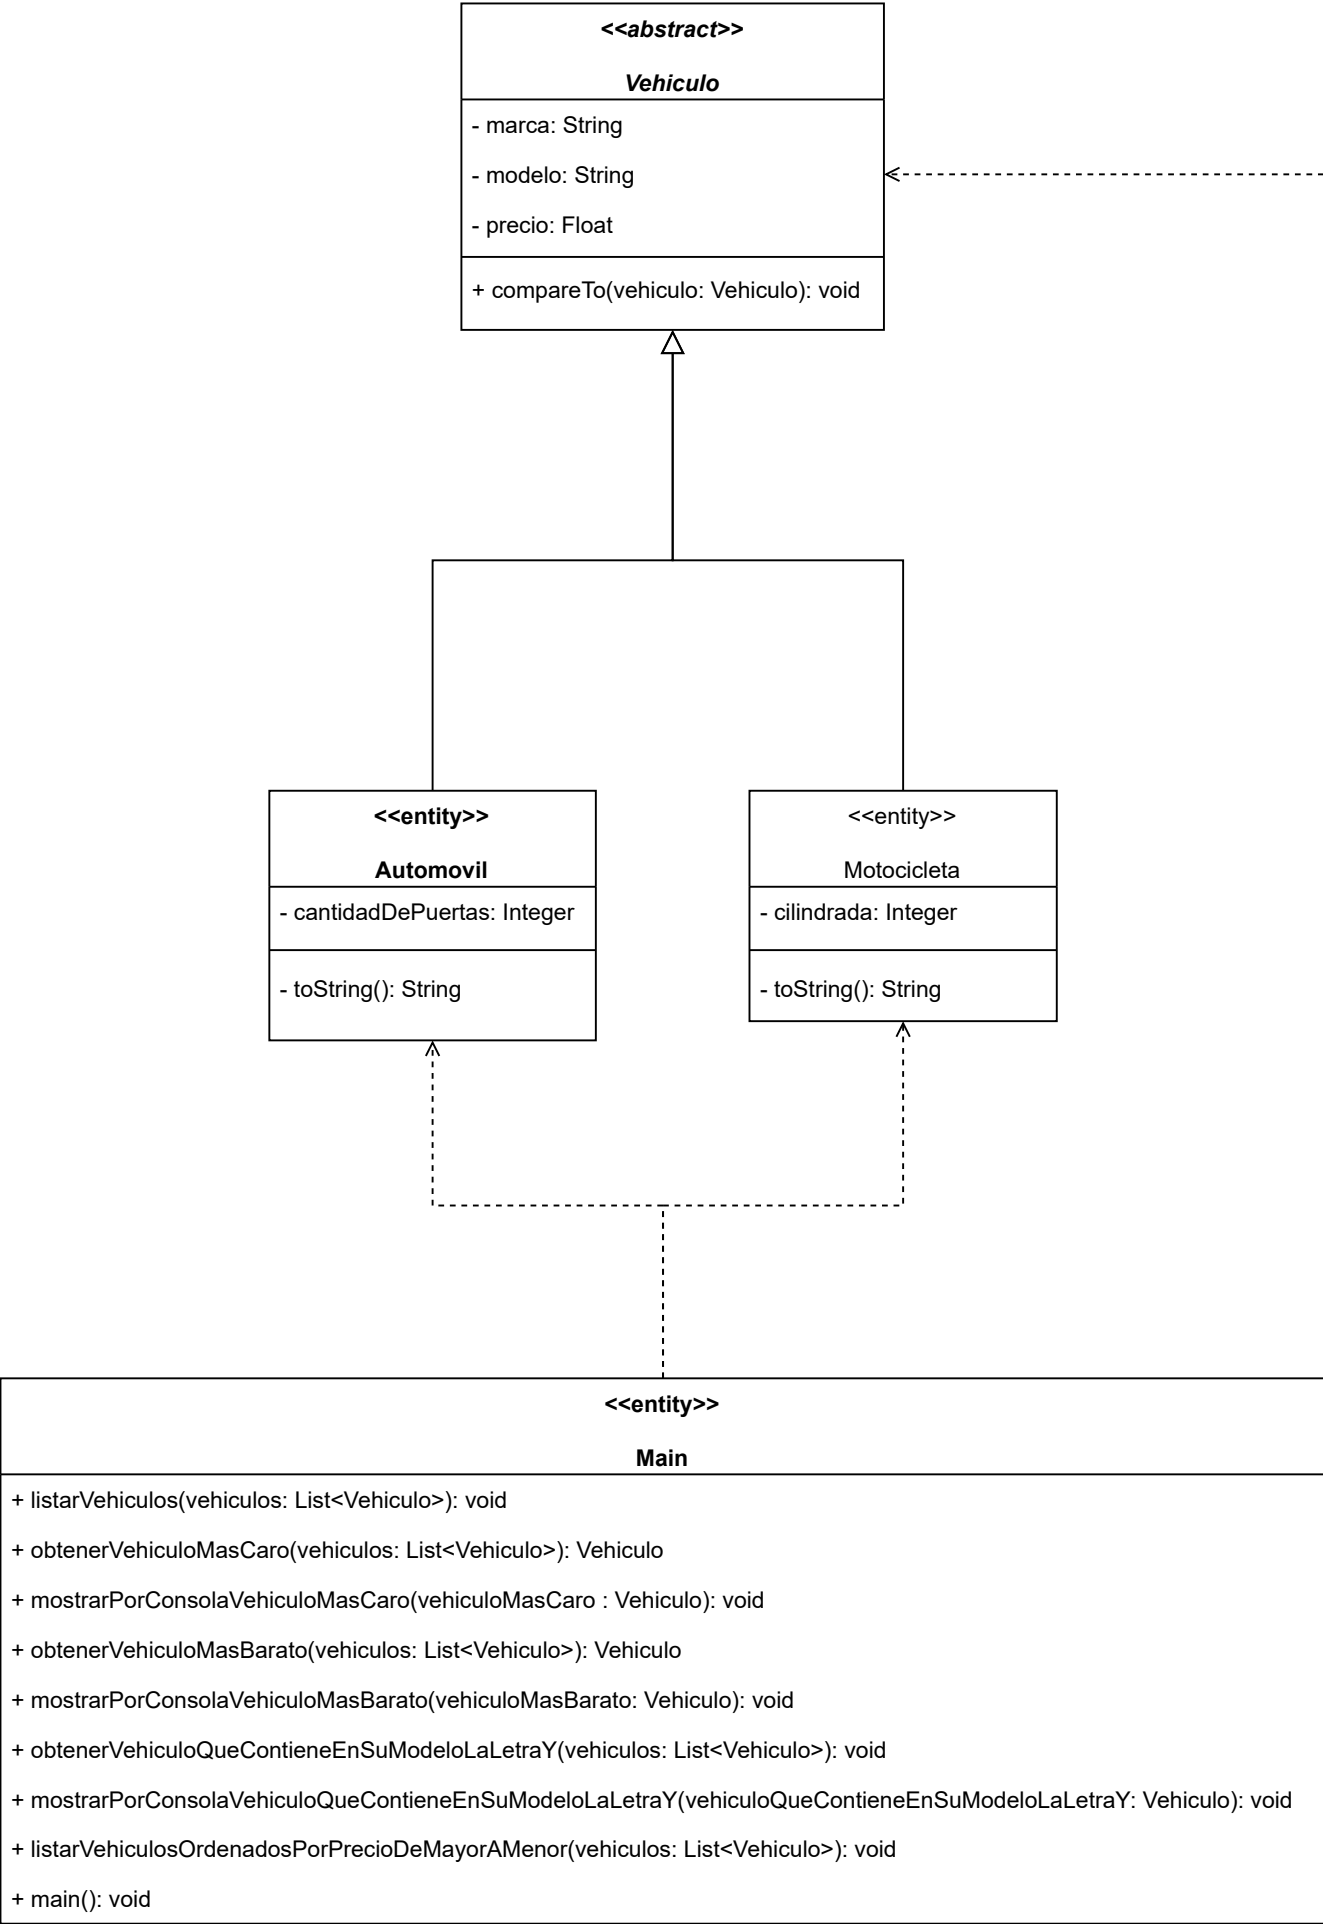 <<abstract>>
Vehiculo
- marca: String
- modelo: String
- precio: Float
+ compareTo(vehiculo: Vehiculo): void
<<entity>>
Automovil
- cantidadDePuertas: Integer
- toString(): String
<<entity>>
Motocicleta
- cilindrada: Integer
- toString(): String
<<entity>>
Main
+ listarVehiculos(vehiculos: List<Vehiculo>): void
+ obtenerVehiculoMasCaro(vehiculos: List<Vehiculo>): Vehiculo
+ mostrarPorConsolaVehiculoMasCaro(vehiculoMasCaro : Vehiculo): void
+ obtenerVehiculoMasBarato(vehiculos: List<Vehiculo>): Vehiculo
+ mostrarPorConsolaVehiculoMasBarato(vehiculoMasBarato: Vehiculo): void
+ obtenerVehiculoQueContieneEnSuModeloLaLetraY(vehiculos: List<Vehiculo>): void
+ mostrarPorConsolaVehiculoQueContieneEnSuModeloLaLetraY(vehiculoQueContieneEnSuModeloLaLetraY: Vehiculo): void
+ listarVehiculosOrdenadosPorPrecioDeMayorAMenor(vehiculos: List<Vehiculo>): void
+ main(): void